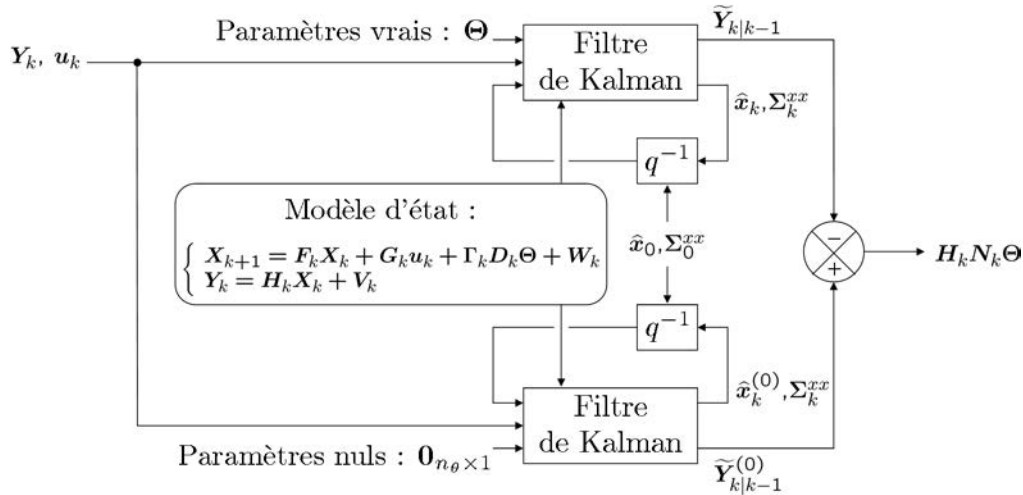 Paramètres vrais : Θ
Y_k, u_k
Filtre
de Kalman
Ỹ_{k|k−1}
x̂_k, Σ_k^{xx}
q^{−1}
Modèle d'état :
{ X_{k+1} = F_k X_k + G_k u_k + Γ_k D_k Θ + W_k
Y_k = H_k X_k + V_k
x̂_0, Σ_0^{xx}
−
+
H_k N_k Θ
q^{−1}
x̂_k^{(0)}, Σ_k^{xx}
Filtre
de Kalman
Paramètres nuls : 0_{n_θ×1}
Ỹ_{k|k−1}^{(0)}